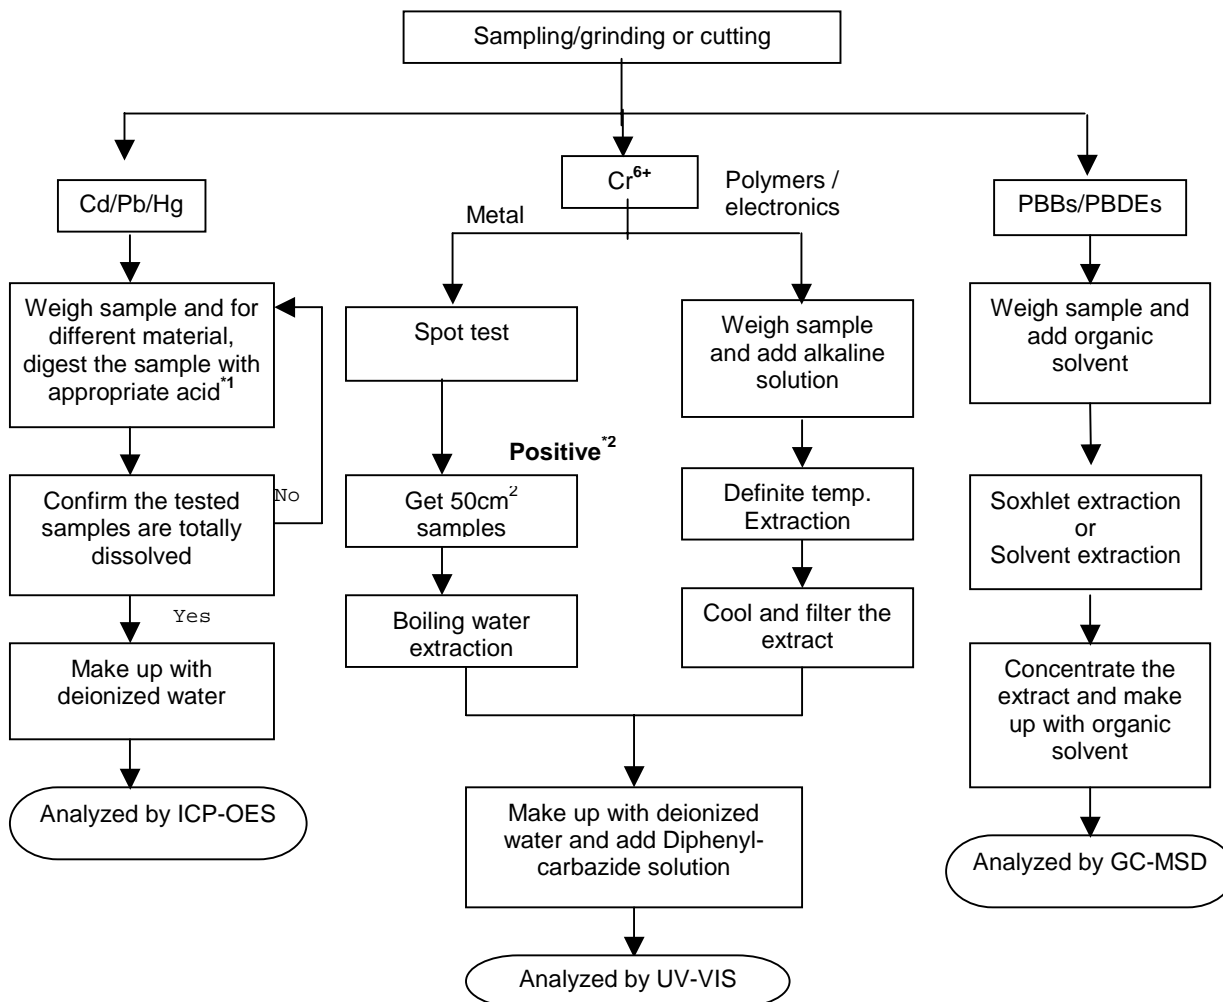 Sampling/grinding or cutting
Cd/Pb/Hg
Weigh sample and for
different material,
digest the sample with
appropriate acid*1
Confirm the tested
samples are totally
dissolved
No
Yes
Make up with
deionized water
Analyzed by ICP-OES
Cr6+
Metal
Polymers /
electronics
Spot test
Positive*2
Get 50cm2
samples
Boiling water
extraction
Weigh sample
and add alkaline
solution
Definite temp.
Extraction
Cool and filter the
extract
Make up with deionized
water and add Diphenyl-
carbazide solution
Analyzed by UV-VIS
PBBs/PBDEs
Weigh sample and
add organic
solvent
Soxhlet extraction
or
Solvent extraction
Concentrate the
extract and make
up with organic
solvent
Analyzed by GC-MSD